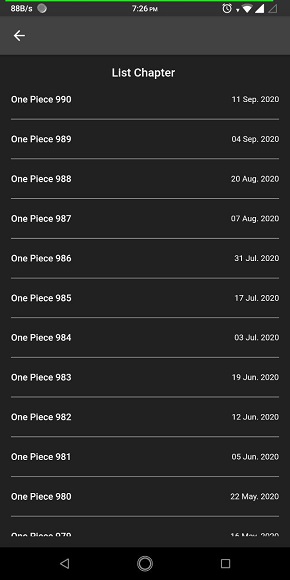 88B/s 7:26 PM
List Chapter
One Piece 990 11 Sep. 2020
One Piece 989 04 Sep. 2020
One Piece 988 20 Aug. 2020
One Piece 987 07 Aug. 2020
One Piece 986 31 Jul. 2020
One Piece 985 17 Jul. 2020
One Piece 984 03 Jul. 2020
One Piece 983 19 Jun. 2020
One Piece 982 12 Jun. 2020
One Piece 981 05 Jun. 2020
One Piece 980 22 May. 2020
One Piece 979 16 May. 2020